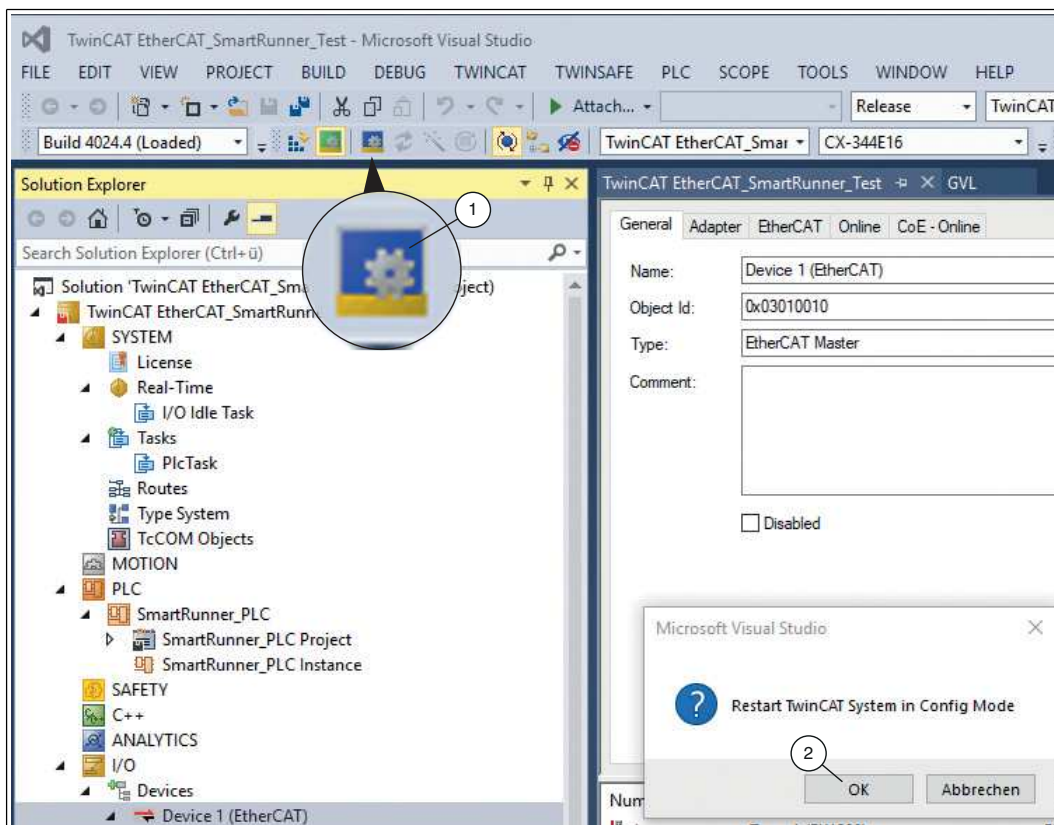 TwinCAT EtherCAT_SmartRunner_Test - Microsoft Visual Studio
FILE EDIT VIEW PROJECT BUILD DEBUG TWINCAT TWINSAFE PLC SCOPE TOOLS WINDOW HELP
Attach... Release TwinCAT
Build 4024.4 (Loaded) TwinCAT EtherCAT_Smar CX-344E16
Solution Explorer
Search Solution Explorer (Ctrl+ü)
Solution 'TwinCAT EtherCAT_Sma ject)
TwinCAT EtherCAT_SmartRunn
SYSTEM
License
Real-Time
I/O Idle Task
Tasks
PlcTask
Routes
Type System
TcCOM Objects
MOTION
PLC
SmartRunner_PLC
SmartRunner_PLC Project
SmartRunner_PLC Instance
SAFETY
C++
ANALYTICS
I/O
Devices
Device 1 (EtherCAT)
1
TwinCAT EtherCAT_SmartRunner_Test GVL
General Adapter EtherCAT Online CoE - Online
Name: Device 1 (EtherCAT)
Object Id: 0x03010010
Type: EtherCAT Master
Comment:
Disabled
Microsoft Visual Studio
Restart TwinCAT System in Config Mode
2
OK Abbrechen
Num